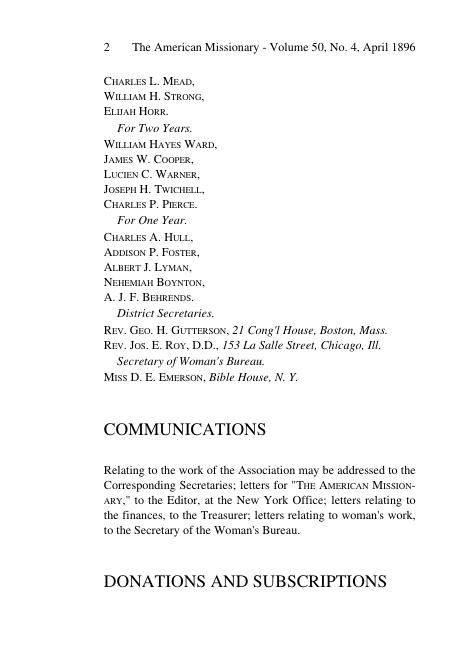 2 The American Missionary - Volume 50, No. 4, April 1896
CHARLES L. MEAD,
WILLIAM H. STRONG,
ELIJAH HORR.
For Two Years.
WILLIAM HAYES WARD,
JAMES W. COOPER,
LUCIEN C. WARNER,
JOSEPH H. TWICHELL,
CHARLES P. PIERCE.
For One Year.
CHARLES A. HULL,
ADDISON P. FOSTER,
ALBERT J. LYMAN,
NEHEMIAH BOYNTON,
A. J. F. BEHRENDS.
District Secretaries.
REV. GEO. H. GUTTERSON, 21 Cong'l House, Boston, Mass.
REV. JOS. E. ROY, D.D., 153 La Salle Street, Chicago, Ill.
Secretary of Woman's Bureau.
MISS D. E. EMERSON, Bible House, N. Y.
COMMUNICATIONS
Relating to the work of the Association may be addressed to the
Corresponding Secretaries; letters for "THE AMERICAN MISSION-
ARY," to the Editor, at the New York Office; letters relating to
the finances, to the Treasurer; letters relating to woman's work,
to the Secretary of the Woman's Bureau.
DONATIONS AND SUBSCRIPTIONS